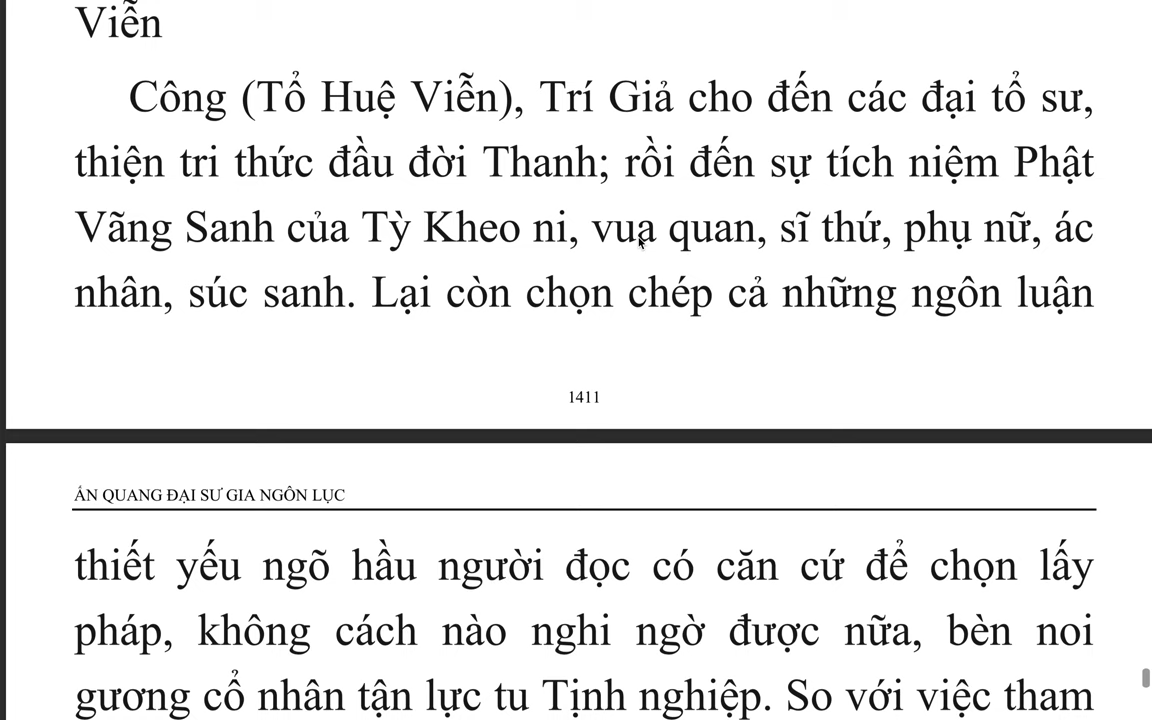 Viễn
Công (Tổ Huệ Viễn), Trí Giả cho đến các đại tổ sư,
thiện tri thức đầu đời Thanh; rồi đến sự tích niệm Phật
Vãng Sanh của Tỳ Kheo ni, vua quan, sĩ thứ, phụ nữ, ác
nhân, súc sanh. Lại còn chọn chép cả những ngôn luận
1411
ẤN QUANG ĐẠI SƯ GIA NGÔN LỤC
thiết yếu ngõ hầu người đọc có căn cứ để chọn lấy
pháp, không cách nào nghi ngờ được nữa, bèn noi
gương cổ nhân tận lực tu Tịnh nghiệp. So với việc tham